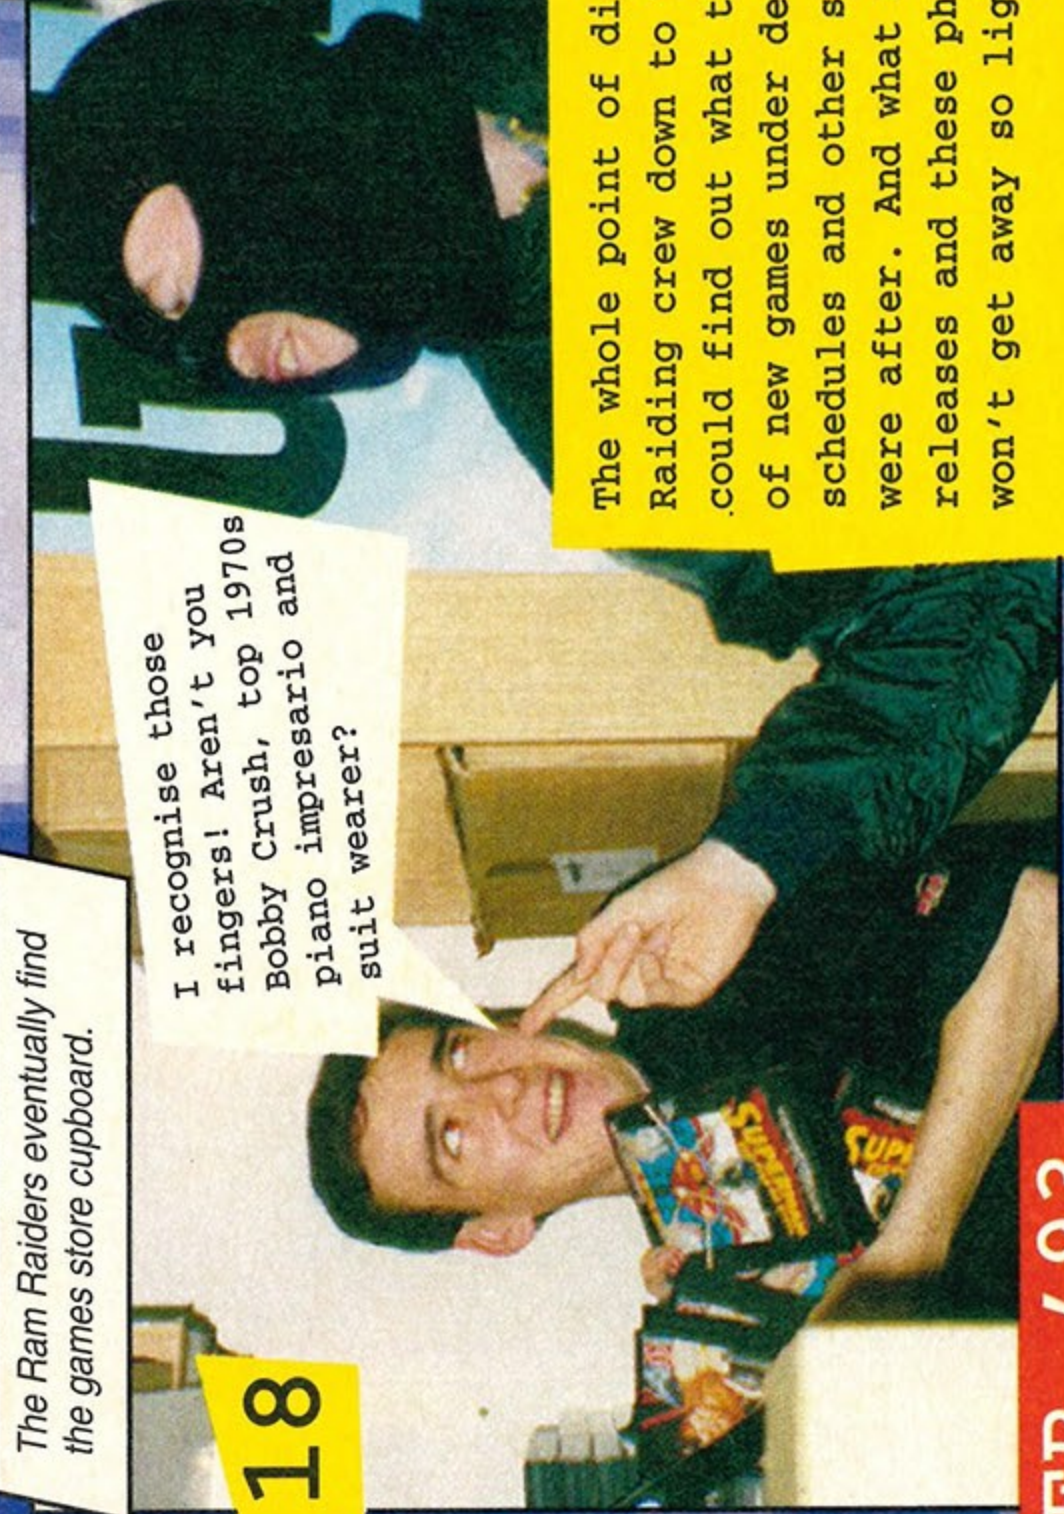 The Ram Raiders eventually find
the games store cupboard.
I recognise those
fingers! Aren't you
Bobby Crush, top 1970s
piano impresario and
suit wearer?
18
The whole point of di
Raiding crew down to
.could find out what t
of new games under de
schedules and other s
were after. And what
releases and these ph
won't get away so lig
SUPERMAN
SUPE